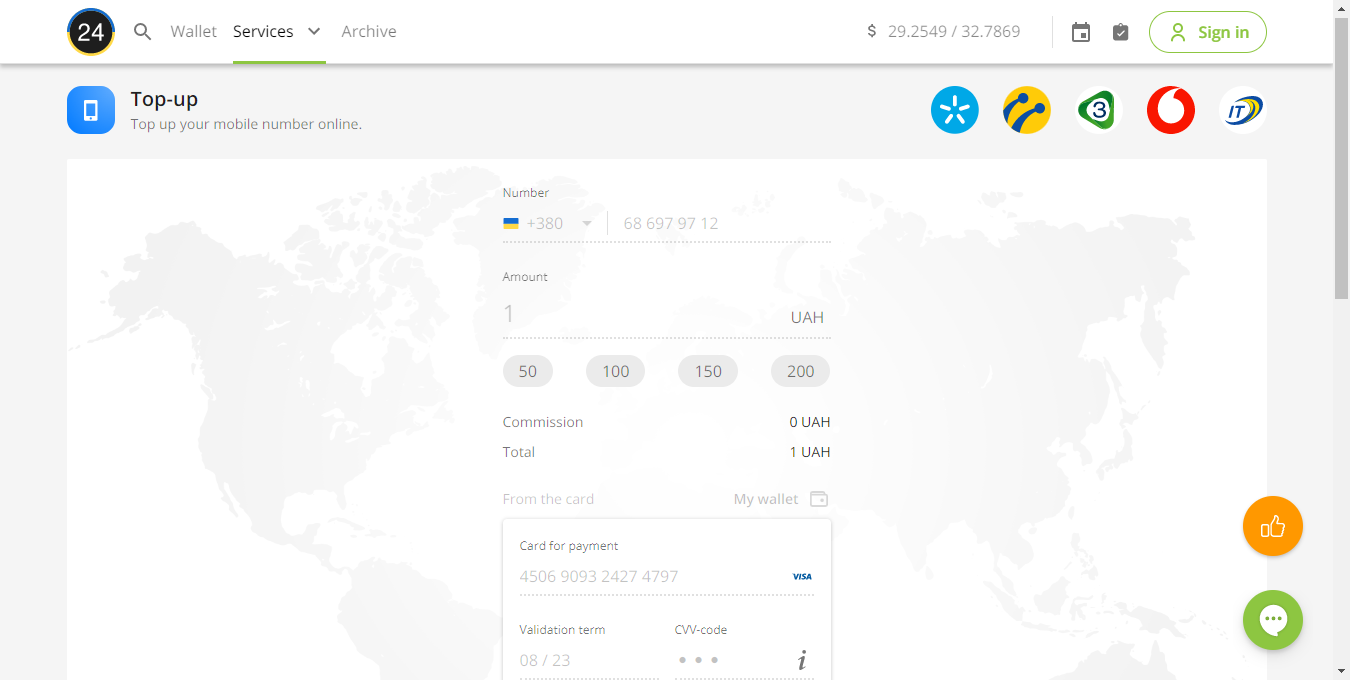 24 Wallet Services Archive $ 29.2549 / 32.7869 Sign in
Top-up
Top up your mobile number online.
3 IT
Number
+380 68 697 97 12
Amount
1 UAH
50 100 150 200
Commission 0 UAH
Total 1 UAH
From the card My wallet
Card for payment
4506 9093 2427 4797 VISA
Validation term CVV-code
08 / 23 i